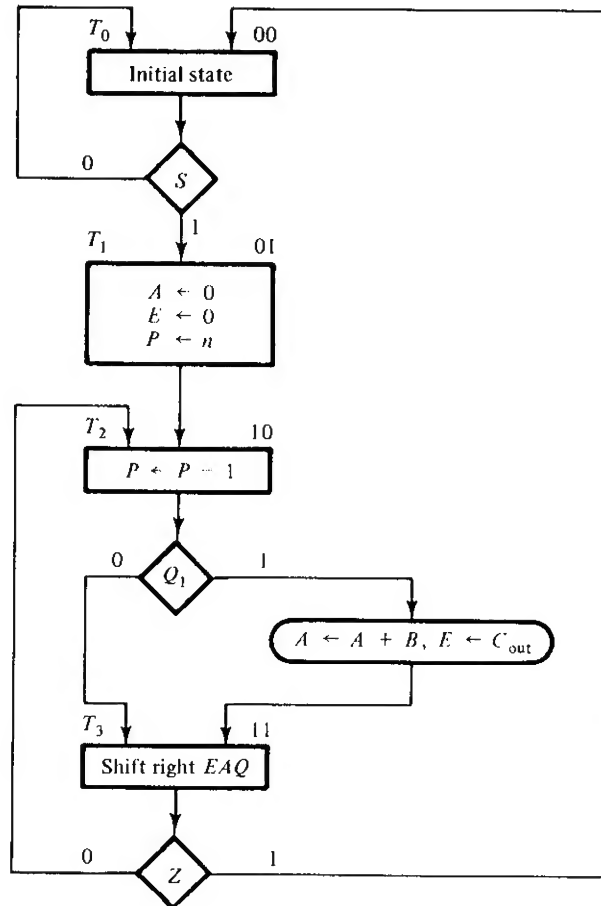 T₀ 00
Initial state
0
S
1
T₁ 01
A ← 0
E ← 0
P ← n
T₂ 10
P ← P − 1
0 Q₁ 1
A ← A + B, E ← C_out
T₃ 11
Shift right EAQ
0 Z 1